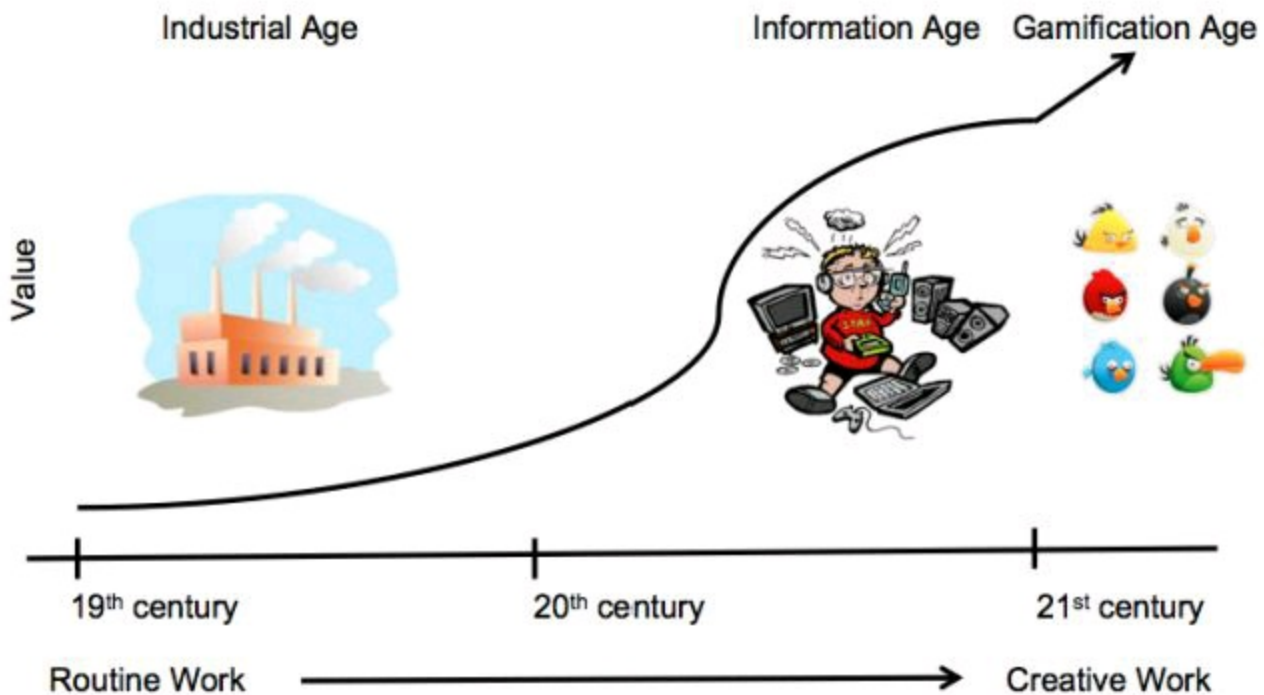 Industrial Age
Information Age
Gamification Age
Value
19th century
20th century
21st century
Routine Work
Creative Work